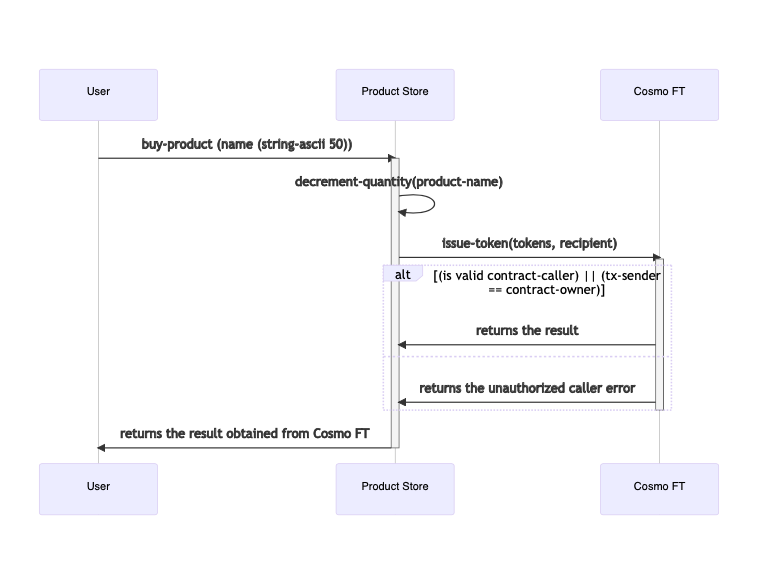 User
Product Store
Cosmo FT
buy-product (name (string-ascii 50))
decrement-quantity(product-name)
issue-token(tokens, recipient)
alt
[(is valid contract-caller) || (tx-sender
== contract-owner)]
returns the result
returns the unauthorized caller error
returns the result obtained from Cosmo FT
User
Product Store
Cosmo FT